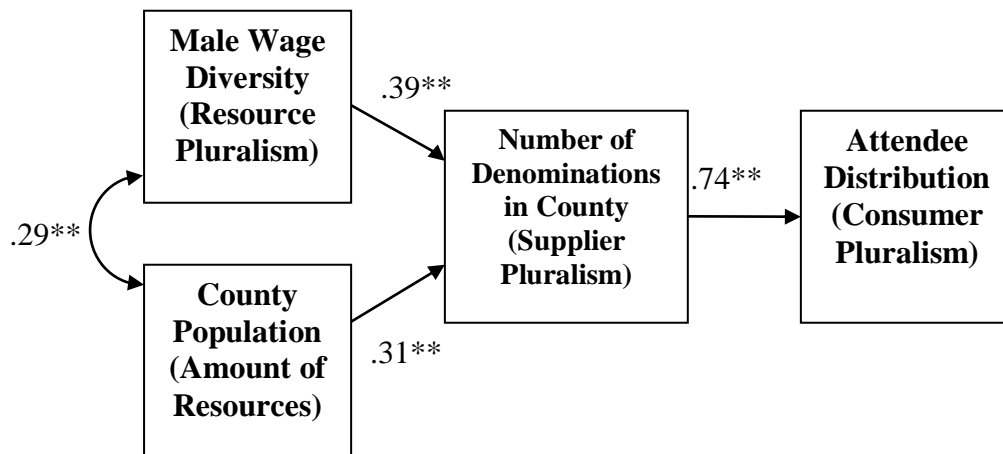 Male Wage
Diversity
(Resource
Pluralism)
.39**
Number of
Denominations
in County
(Supplier
Pluralism)
.74**
Attendee
Distribution
(Consumer
Pluralism)
.29**
County
Population
(Amount of
Resources)
.31**